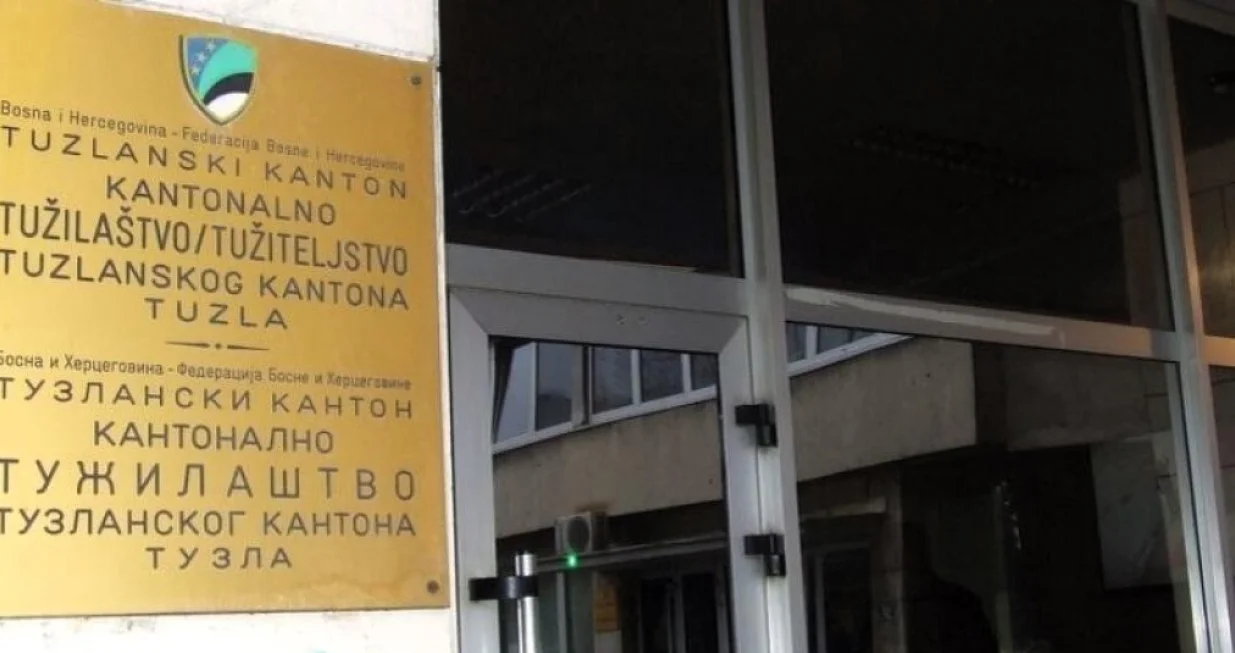 Bosna i Hercegovina - Federacija Bosne i Hercegovine
TUZLANSKI KANTON
KANTONALNO
TUŽILAŠTVO/TUŽITELJSTVO
TUZLANSKOG KANTONA
TUZLA
Босна и Херцеговина - Федерација Босне и Херцеговине
ТУЗЛАНСКИ КАНТОН
КАНТОНАЛНО
ТУЖИЛАШТВО
ТУЗЛАНСКОГ КАНТОНА
ТУЗЛА